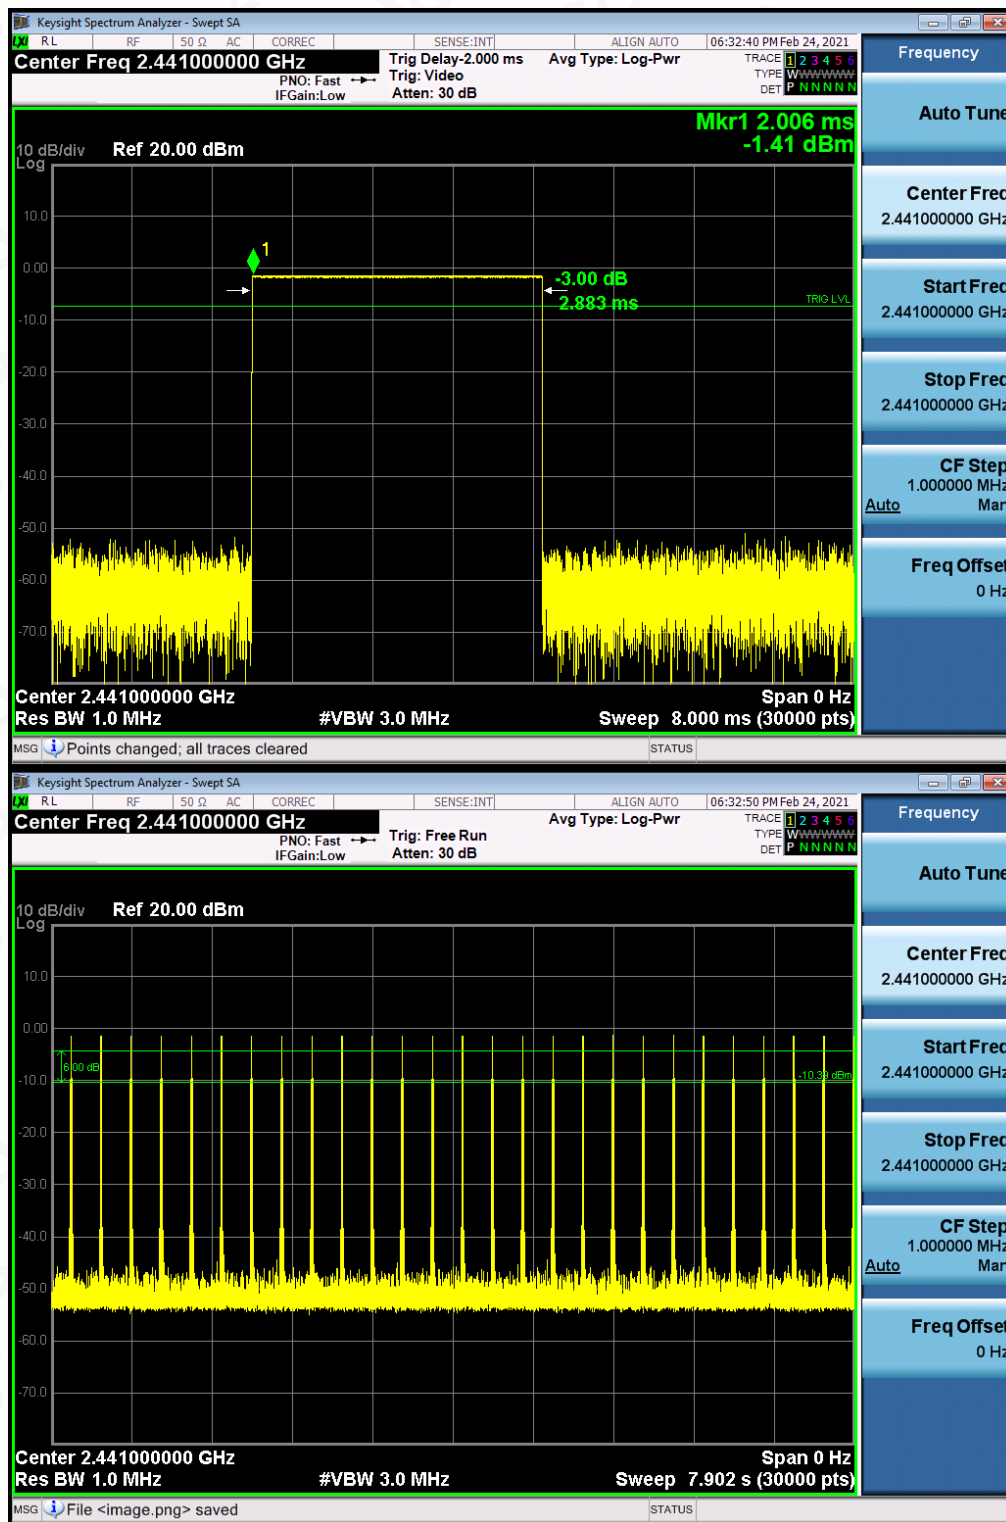 Keysight Spectrum Analyzer - Swept SA
LXI RL RF 50 Ω AC CORREC SENSE:INT ALIGN AUTO 06:32:40 PM Feb 24, 2021
Center Freq 2.441000000 GHz
PNO: Fast
IFGain:Low
Trig Delay-2.000 ms
Trig: Video
Atten: 30 dB
Avg Type: Log-Pwr
TRACE 1 2 3 4 5 6
TYPE WWWWWWW
DET P N N N N N
Mkr1 2.006 ms
-1.41 dBm
10 dB/div
Log
Ref 20.00 dBm
10.0
0.00
-10.0
-20.0
-30.0
-40.0
-50.0
-60.0
-70.0
1
-3.00 dB
2.883 ms
TRIG LVL
Center 2.441000000 GHz
Span 0 Hz
Res BW 1.0 MHz
#VBW 3.0 MHz
Sweep 8.000 ms (30000 pts)
MSG Points changed; all traces cleared
STATUS
Frequency
Auto Tune
Center Freq
2.441000000 GHz
Start Freq
2.441000000 GHz
Stop Freq
2.441000000 GHz
CF Step
1.000000 MHz
Auto Man
Freq Offset
0 Hz
Keysight Spectrum Analyzer - Swept SA
LXI RL RF 50 Ω AC CORREC SENSE:INT ALIGN AUTO 06:32:50 PM Feb 24, 2021
Center Freq 2.441000000 GHz
PNO: Fast
IFGain:Low
Trig: Free Run
Atten: 30 dB
Avg Type: Log-Pwr
TRACE 1 2 3 4 5 6
TYPE WWWWWWW
DET P N N N N N
10 dB/div
Log
Ref 20.00 dBm
10.0
0.00
-10.0
-20.0
-30.0
-40.0
-50.0
-60.0
-70.0
6.00 dB
-10.39 dBm
Center 2.441000000 GHz
Span 0 Hz
Res BW 1.0 MHz
#VBW 3.0 MHz
Sweep 7.902 s (30000 pts)
MSG File <image.png> saved
STATUS
Frequency
Auto Tune
Center Freq
2.441000000 GHz
Start Freq
2.441000000 GHz
Stop Freq
2.441000000 GHz
CF Step
1.000000 MHz
Auto Man
Freq Offset
0 Hz